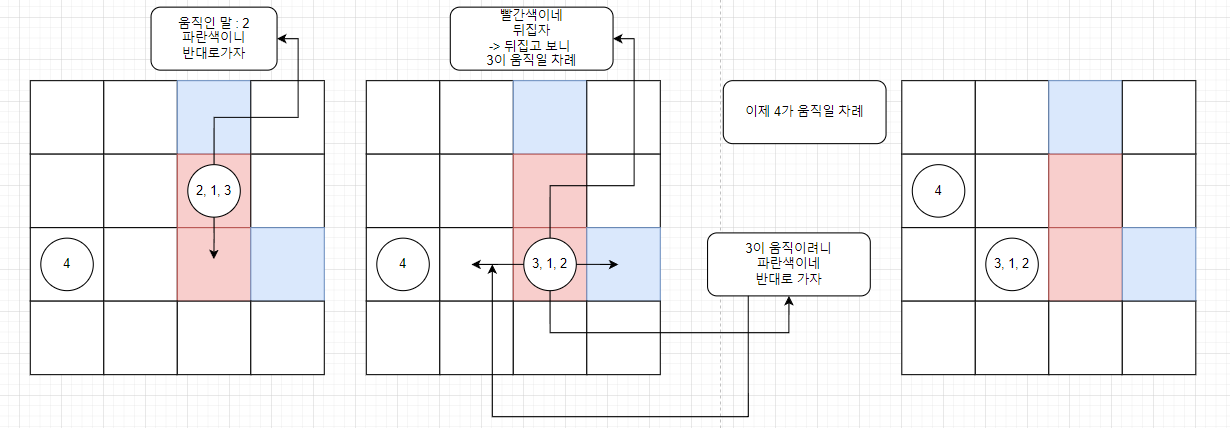 움직인 말 : 2
파란색이니
반대로가자
빨간색이네
뒤집자
-> 뒤집고 보니
3이 움직일 차례
이제 4가 움직일 차례
2, 1, 3
4
4
3, 1, 2
3이 움직이려니
파란색이네
반대로 가자
4
3, 1, 2